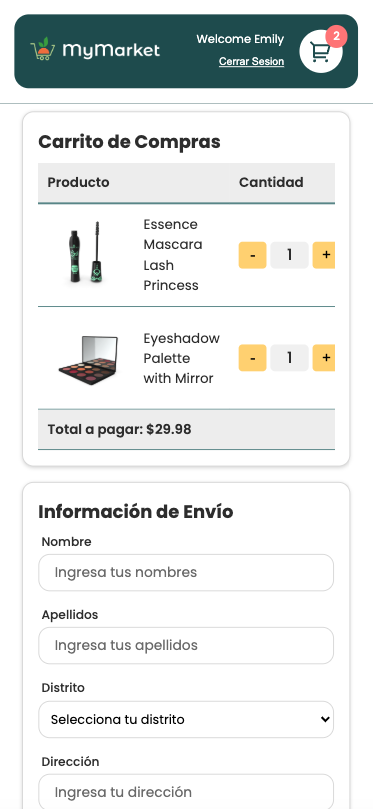 MyMarket
Welcome Emily
Cerrar Sesion
2
Carrito de Compras
Producto Cantidad
Essence
Mascara
Lash
Princess
- 1 +
Eyeshadow
Palette
with Mirror
- 1 +
Total a pagar: $29.98
Información de Envío
Nombre
Ingresa tus nombres
Apellidos
Ingresa tus apellidos
Distrito
Selecciona tu distrito
Dirección
Ingresa tu dirección